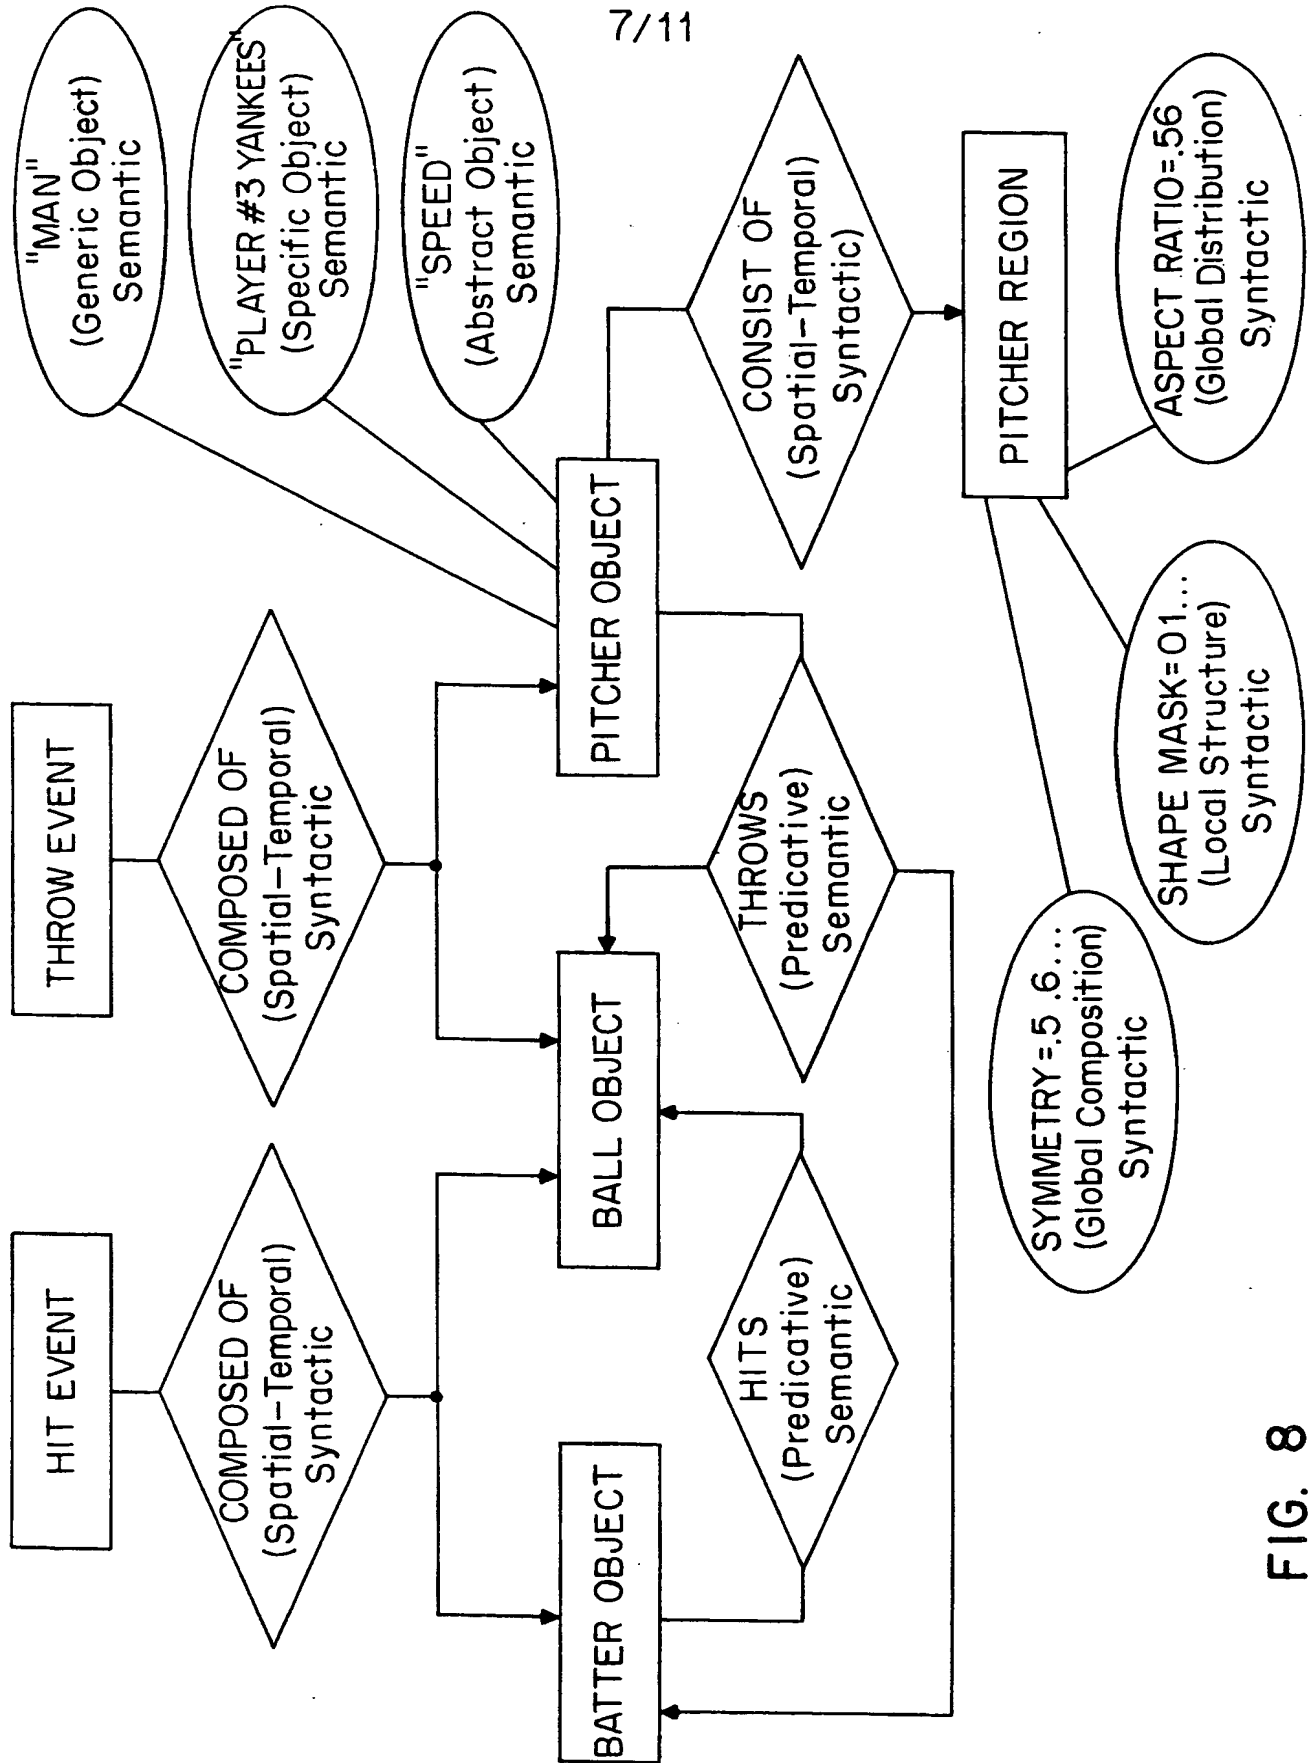 7/11
HIT EVENT
THROW EVENT
"MAN"
(Generic Object)
Semantic
"PLAYER #3 YANKEES"
(Specific Object)
Semantic
"SPEED"
(Abstract Object)
Semantic
COMPOSED OF
(Spatial-Temporal)
Syntactic
COMPOSED OF
(Spatial-Temporal)
Syntactic
BATTER OBJECT
BALL OBJECT
PITCHER OBJECT
HITS
(Predicative)
Semantic
THROWS
(Predicative)
Semantic
CONSIST OF
(Spatial-Temporal)
Syntactic
PITCHER REGION
SYMMETRY=.5 .6...
(Global Composition)
Syntactic
SHAPE MASK=01...
(Local Structure)
Syntactic
ASPECT RATIO=.56
(Global Distribution)
Syntactic
FIG. 8